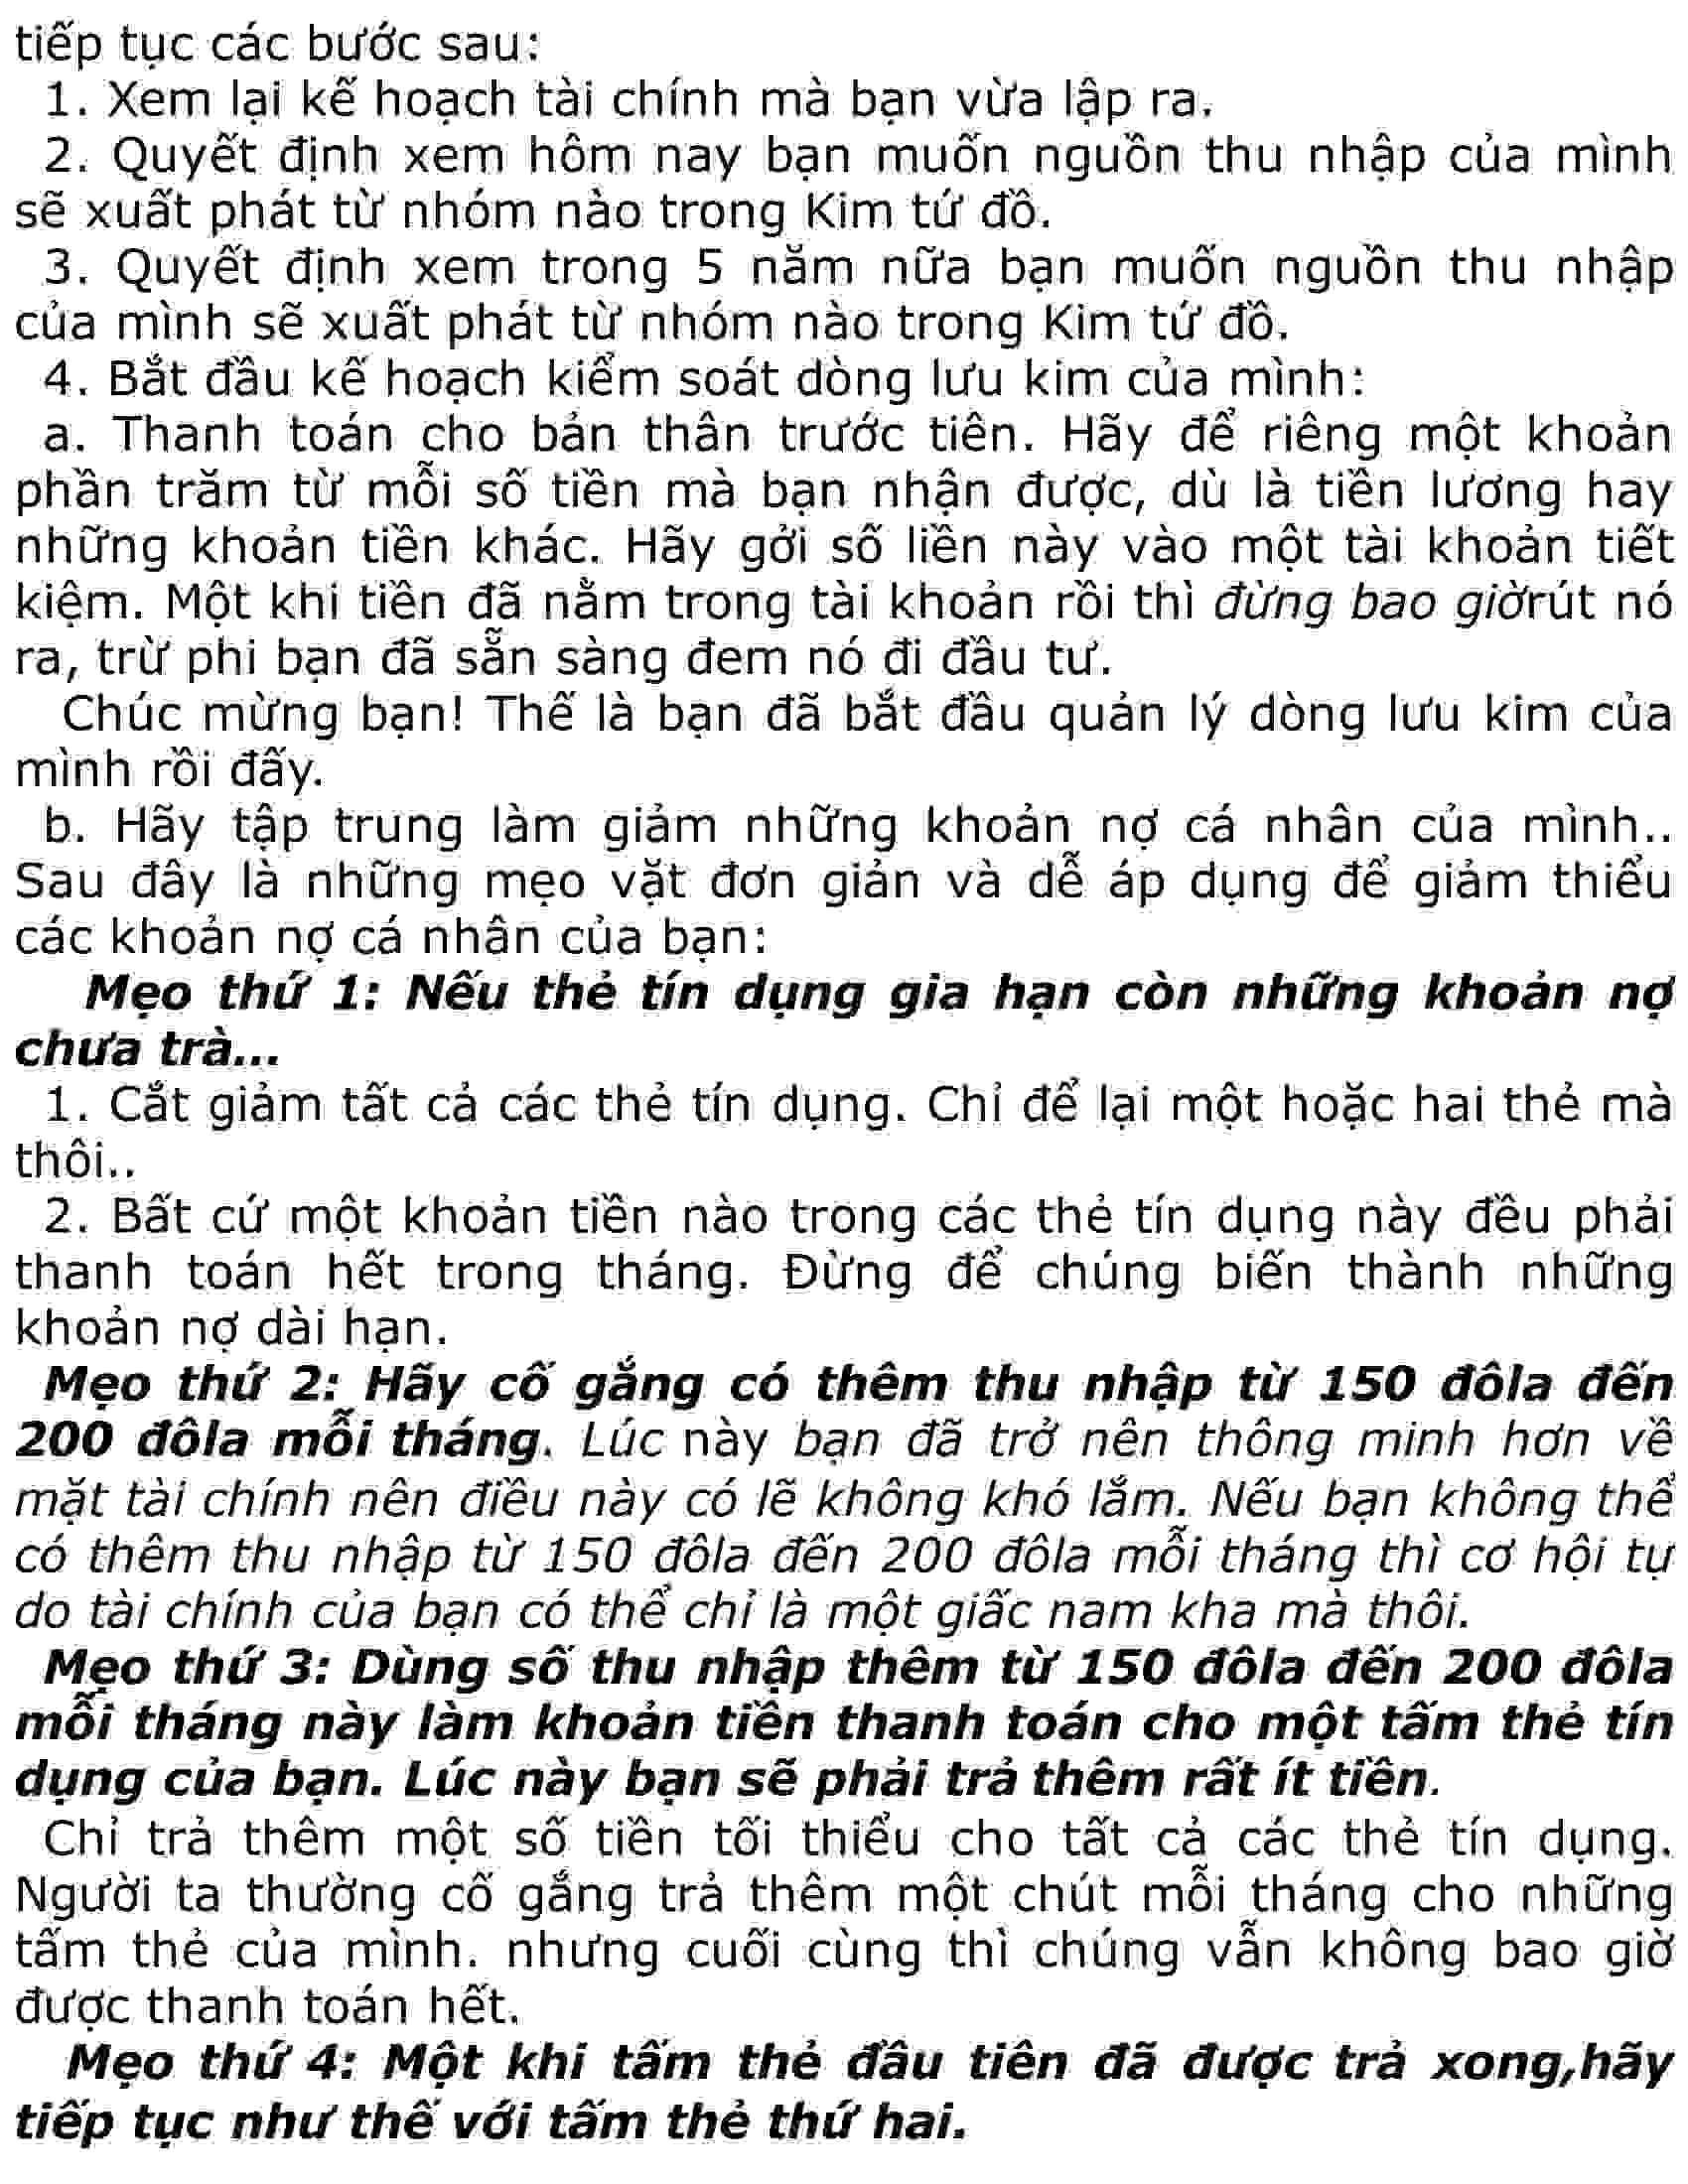 tiếp tục các bước sau:
1. Xem lại kế hoạch tài chính mà bạn vừa lập ra.
2. Quyết định xem hôm nay bạn muốn nguồn thu nhập của mình
sẽ xuất phát từ nhóm nào trong Kim tứ đồ.
3. Quyết định xem trong 5 năm nữa bạn muốn nguồn thu nhập
của mình sẽ xuất phát từ nhóm nào trong Kim tứ đồ.
4. Bắt đầu kế hoạch kiểm soát dòng lưu kim của mình:
a. Thanh toán cho bản thân trước tiên. Hãy để riêng một khoản
phần trăm từ mỗi số tiền mà bạn nhận được, dù là tiền lương hay
những khoản tiền khác. Hãy gởi số liền này vào một tài khoản tiết
kiệm. Một khi tiền đã nằm trong tài khoản rồi thì đừng bao giờrút nó
ra, trừ phi bạn đã sẵn sàng đem nó đi đầu tư.
Chúc mừng bạn! Thế là bạn đã bắt đầu quản lý dòng lưu kim của
mình rồi đấy.
b. Hãy tập trung làm giảm những khoản nợ cá nhân của mình..
Sau đây là những mẹo vặt đơn giản và dễ áp dụng để giảm thiểu
các khoản nợ cá nhân của bạn:
Mẹo thứ 1: Nếu thẻ tín dụng gia hạn còn những khoản nợ
chưa trà...
1. Cắt giảm tất cả các thẻ tín dụng. Chỉ để lại một hoặc hai thẻ mà
thôi..
2. Bất cứ một khoản tiền nào trong các thẻ tín dụng này đều phải
thanh toán hết trong tháng. Đừng để chúng biến thành những
khoản nợ dài hạn.
Mẹo thứ 2: Hãy cố gắng có thêm thu nhập từ 150 đôla đến
200 đôla mỗi tháng. Lúc này bạn đã trở nên thông minh hơn về
mặt tài chính nên điều này có lẽ không khó lắm. Nếu bạn không thể
có thêm thu nhập từ 150 đôla đến 200 đôla mỗi tháng thì cơ hội tự
do tài chính của bạn có thể chỉ là một giấc nam kha mà thôi.
Mẹo thứ 3: Dùng số thu nhập thêm từ 150 đôla đến 200 đôla
mỗi tháng này làm khoản tiền thanh toán cho một tấm thẻ tín
dụng của bạn. Lúc này bạn sẽ phải trả thêm rất ít tiền.
Chỉ trả thêm một số tiền tối thiểu cho tất cả các thẻ tín dụng.
Người ta thường cố gắng trả thêm một chút mỗi tháng cho những
tấm thẻ của mình. nhưng cuối cùng thì chúng vẫn không bao giờ
được thanh toán hết.
Mẹo thứ 4: Một khi tấm thẻ đầu tiên đã được trả xong,hãy
tiếp tục như thế với tấm thẻ thứ hai.